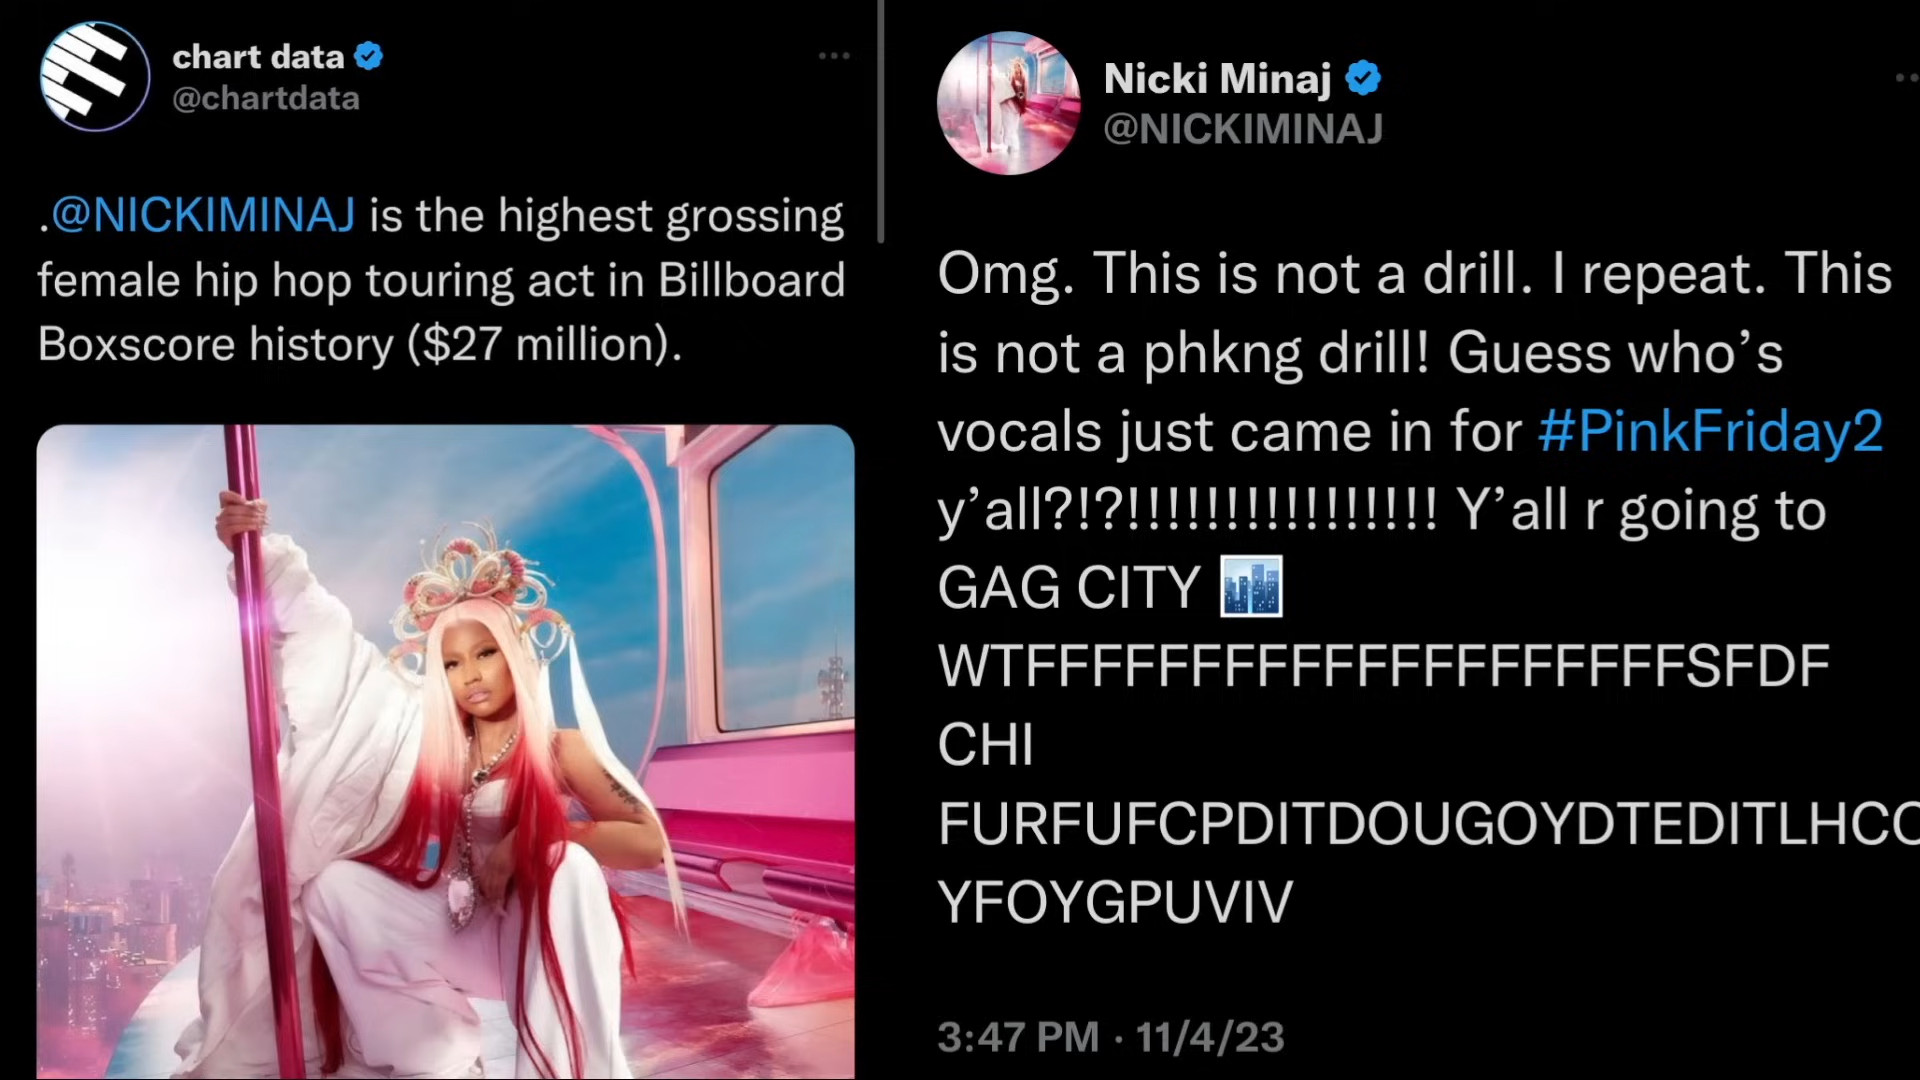 chart data
@chartdata
.@NICKIMINAJ is the highest grossing
female hip hop touring act in Billboard
Boxscore history ($27 million).
Nicki Minaj
@NICKIMINAJ
Omg. This is not a drill. I repeat. This
is not a phkng drill! Guess who’s
vocals just came in for #PinkFriday2
y’all?!?!!!!!!!!!!!!!!!! Y’all r going to
GAG CITY 🏙️
WTFFFFFFFFFFFFFFFFFFFFSFDF
CHI
FURFUFCPDITDOUGOYDTEDITLHCC
YFOYGPUVIV
3:47 PM · 11/4/23